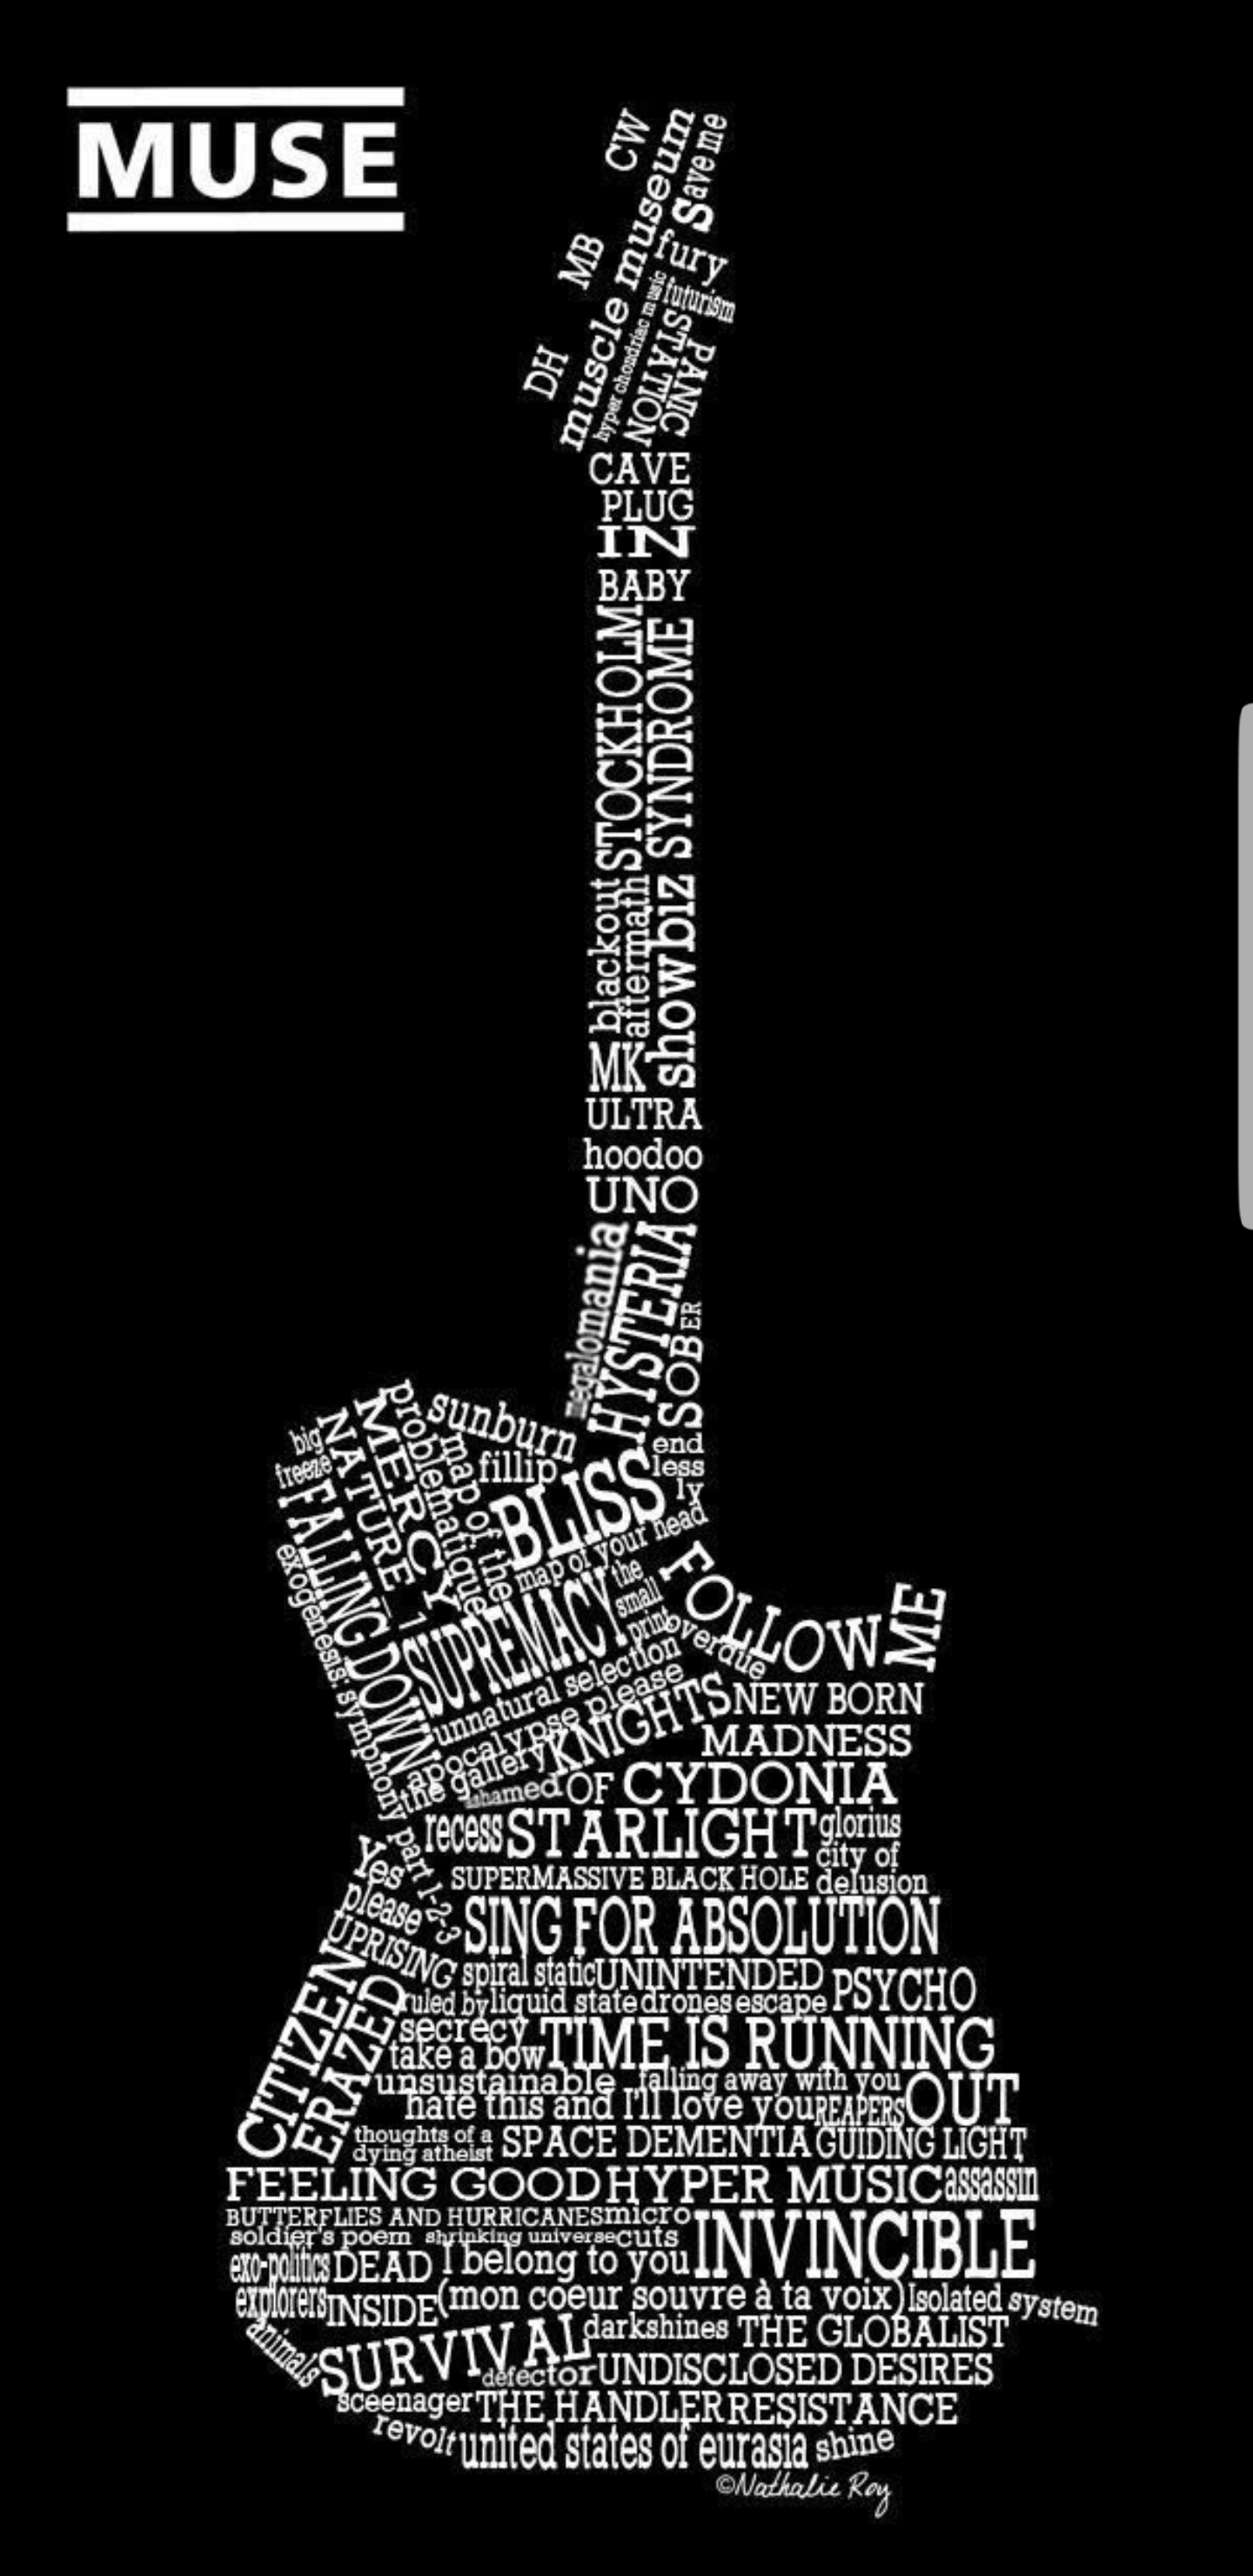 MUSE
CW
MB
DH
muscle museum
Save me
fury
futurism
hyper chondriac music
PANIC
STATION
CAVE
PLUG
IN
BABY
STOCKHOLM
SYNDROME
blackout
aftermath
showbiz
MK
ULTRA
hoodoo
UNO
megalomania
HYSTERIA
SOBER
end
less
ly
sunburn
fillip
BLISS
map of your head
problematique
map of the
MERCY
NATURE_1
big
freeze
FALLING DOWN
exogenesis: symphony part 1-2-3
SUPREMACY
the
small
print
FOLLOW ME
overdue
unnatural selection
apocalypse please
the gallery
KNIGHTS
NEW BORN
MADNESS
ashamed OF CYDONIA
recess STARLIGHT glorius
city of
delusion
SUPERMASSIVE BLACK HOLE
Yes
please
SING FOR ABSOLUTION
UPRISING
spiral static UNINTENDED PSYCHO
CITIZEN
ERAZED
ruled by
secrecy
liquid state drones escape
TIME IS RUNNING
OUT
take a bow
unsustainable falling away with you
hate this and I'll love you REAPERS
thoughts of a
dying atheist
SPACE DEMENTIA GUIDING LIGHT
FEELING GOOD HYPER MUSIC assassin
BUTTERFLIES AND HURRICANES micro
cuts
soldier's poem shrinking universe
INVINCIBLE
exo-politics DEAD
INSIDE
I belong to you
explorers
(mon coeur souvre à ta voix) Isolated system
animals
SURVIVAL darkshines THE GLOBALIST
defector UNDISCLOSED DESIRES
sceenager THE HANDLER RESISTANCE
revolt united states of eurasia shine
©Nathalie Roy